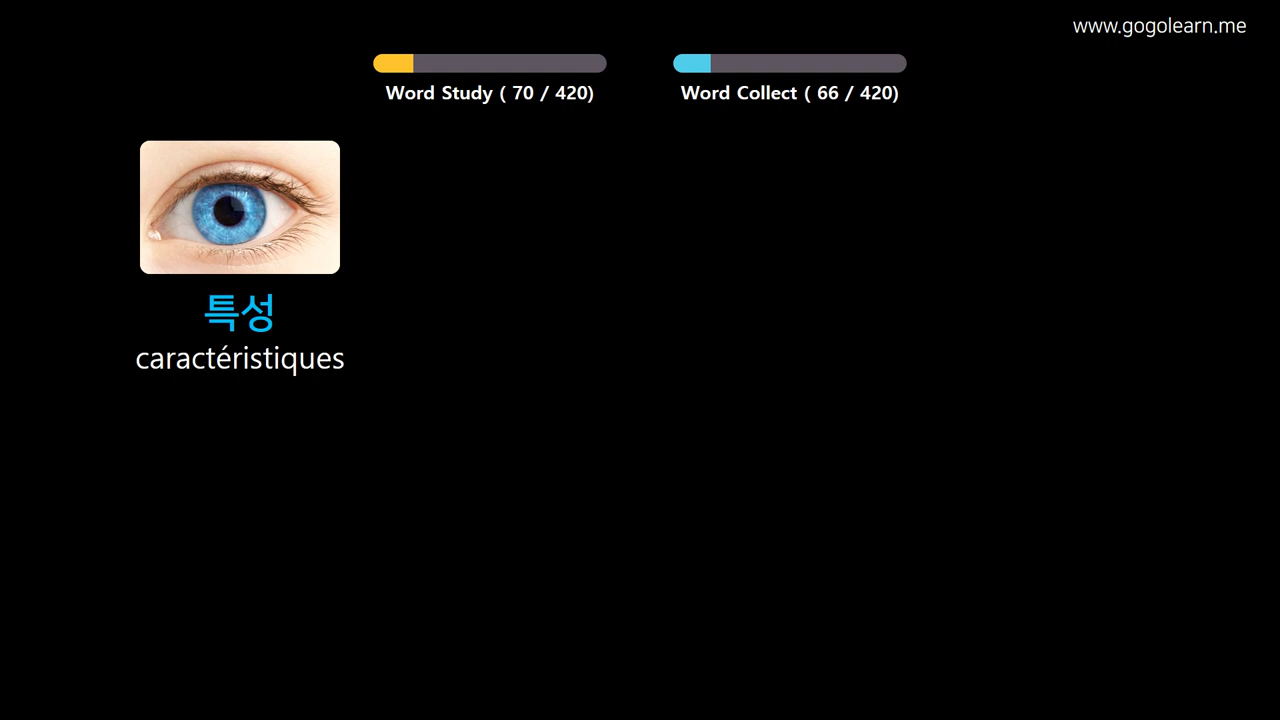 www.gogolearn.me
Word Study ( 70 / 420)
Word Collect ( 66 / 420)
특성
caractéristiques